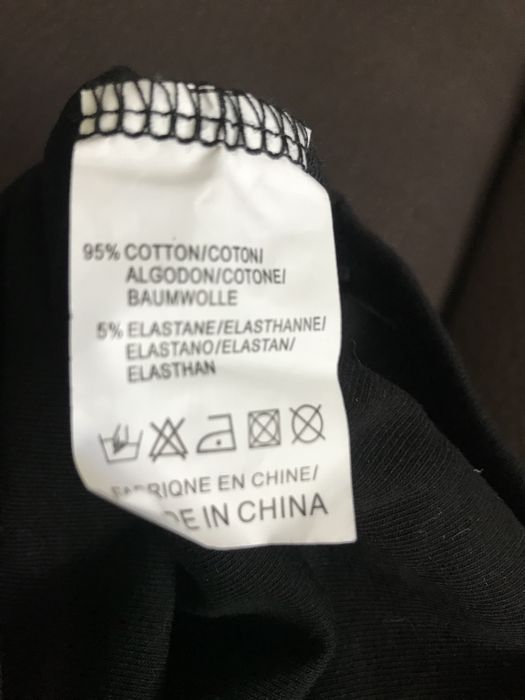 95% COTTON/COTON/
ALGODON/COTONE/
BAUMWOLLE
5% ELASTANE/ELASTHANNE/
ELASTANO/ELASTAN/
ELASTHAN
EN CHINE/
IN CHINA